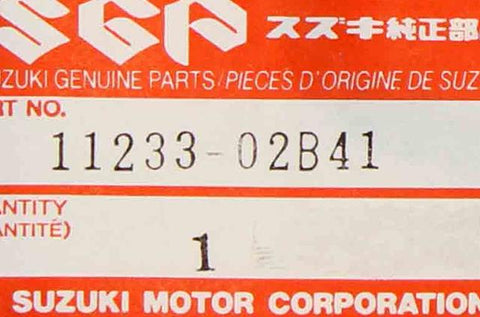 SGP スズキ純正部
ZUKI GENUINE PARTS/PIECES D'ORIGINE DE SUZ
RT NO.
11233-02B41
ANTITY
ANTITÉ)
1
SUZUKI MOTOR CORPORATION